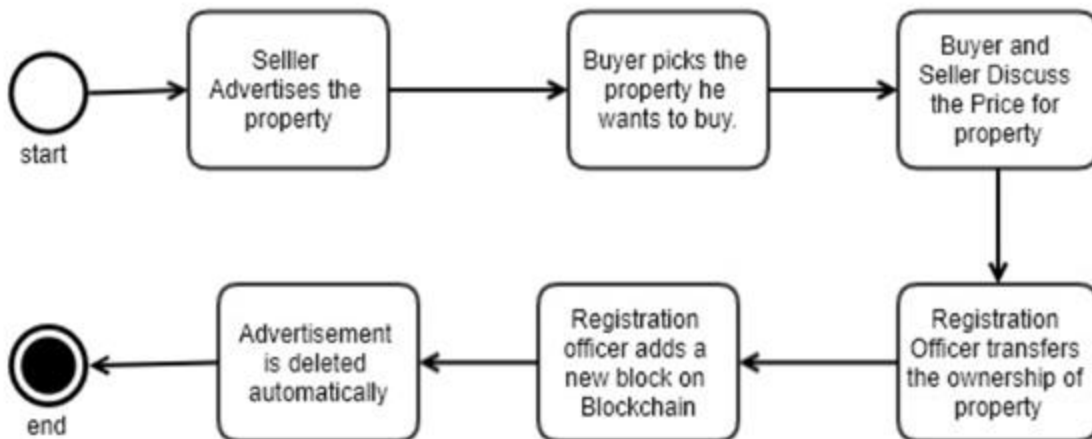 start
Selller
Advertises the
property
Buyer picks the
property he
wants to buy.
Buyer and
Seller Discuss
the Price for
property
Registration
Officer transfers
the ownership of
property
Registration
officer adds a
new block on
Blockchain
Advertisement
is deleted
automatically
end